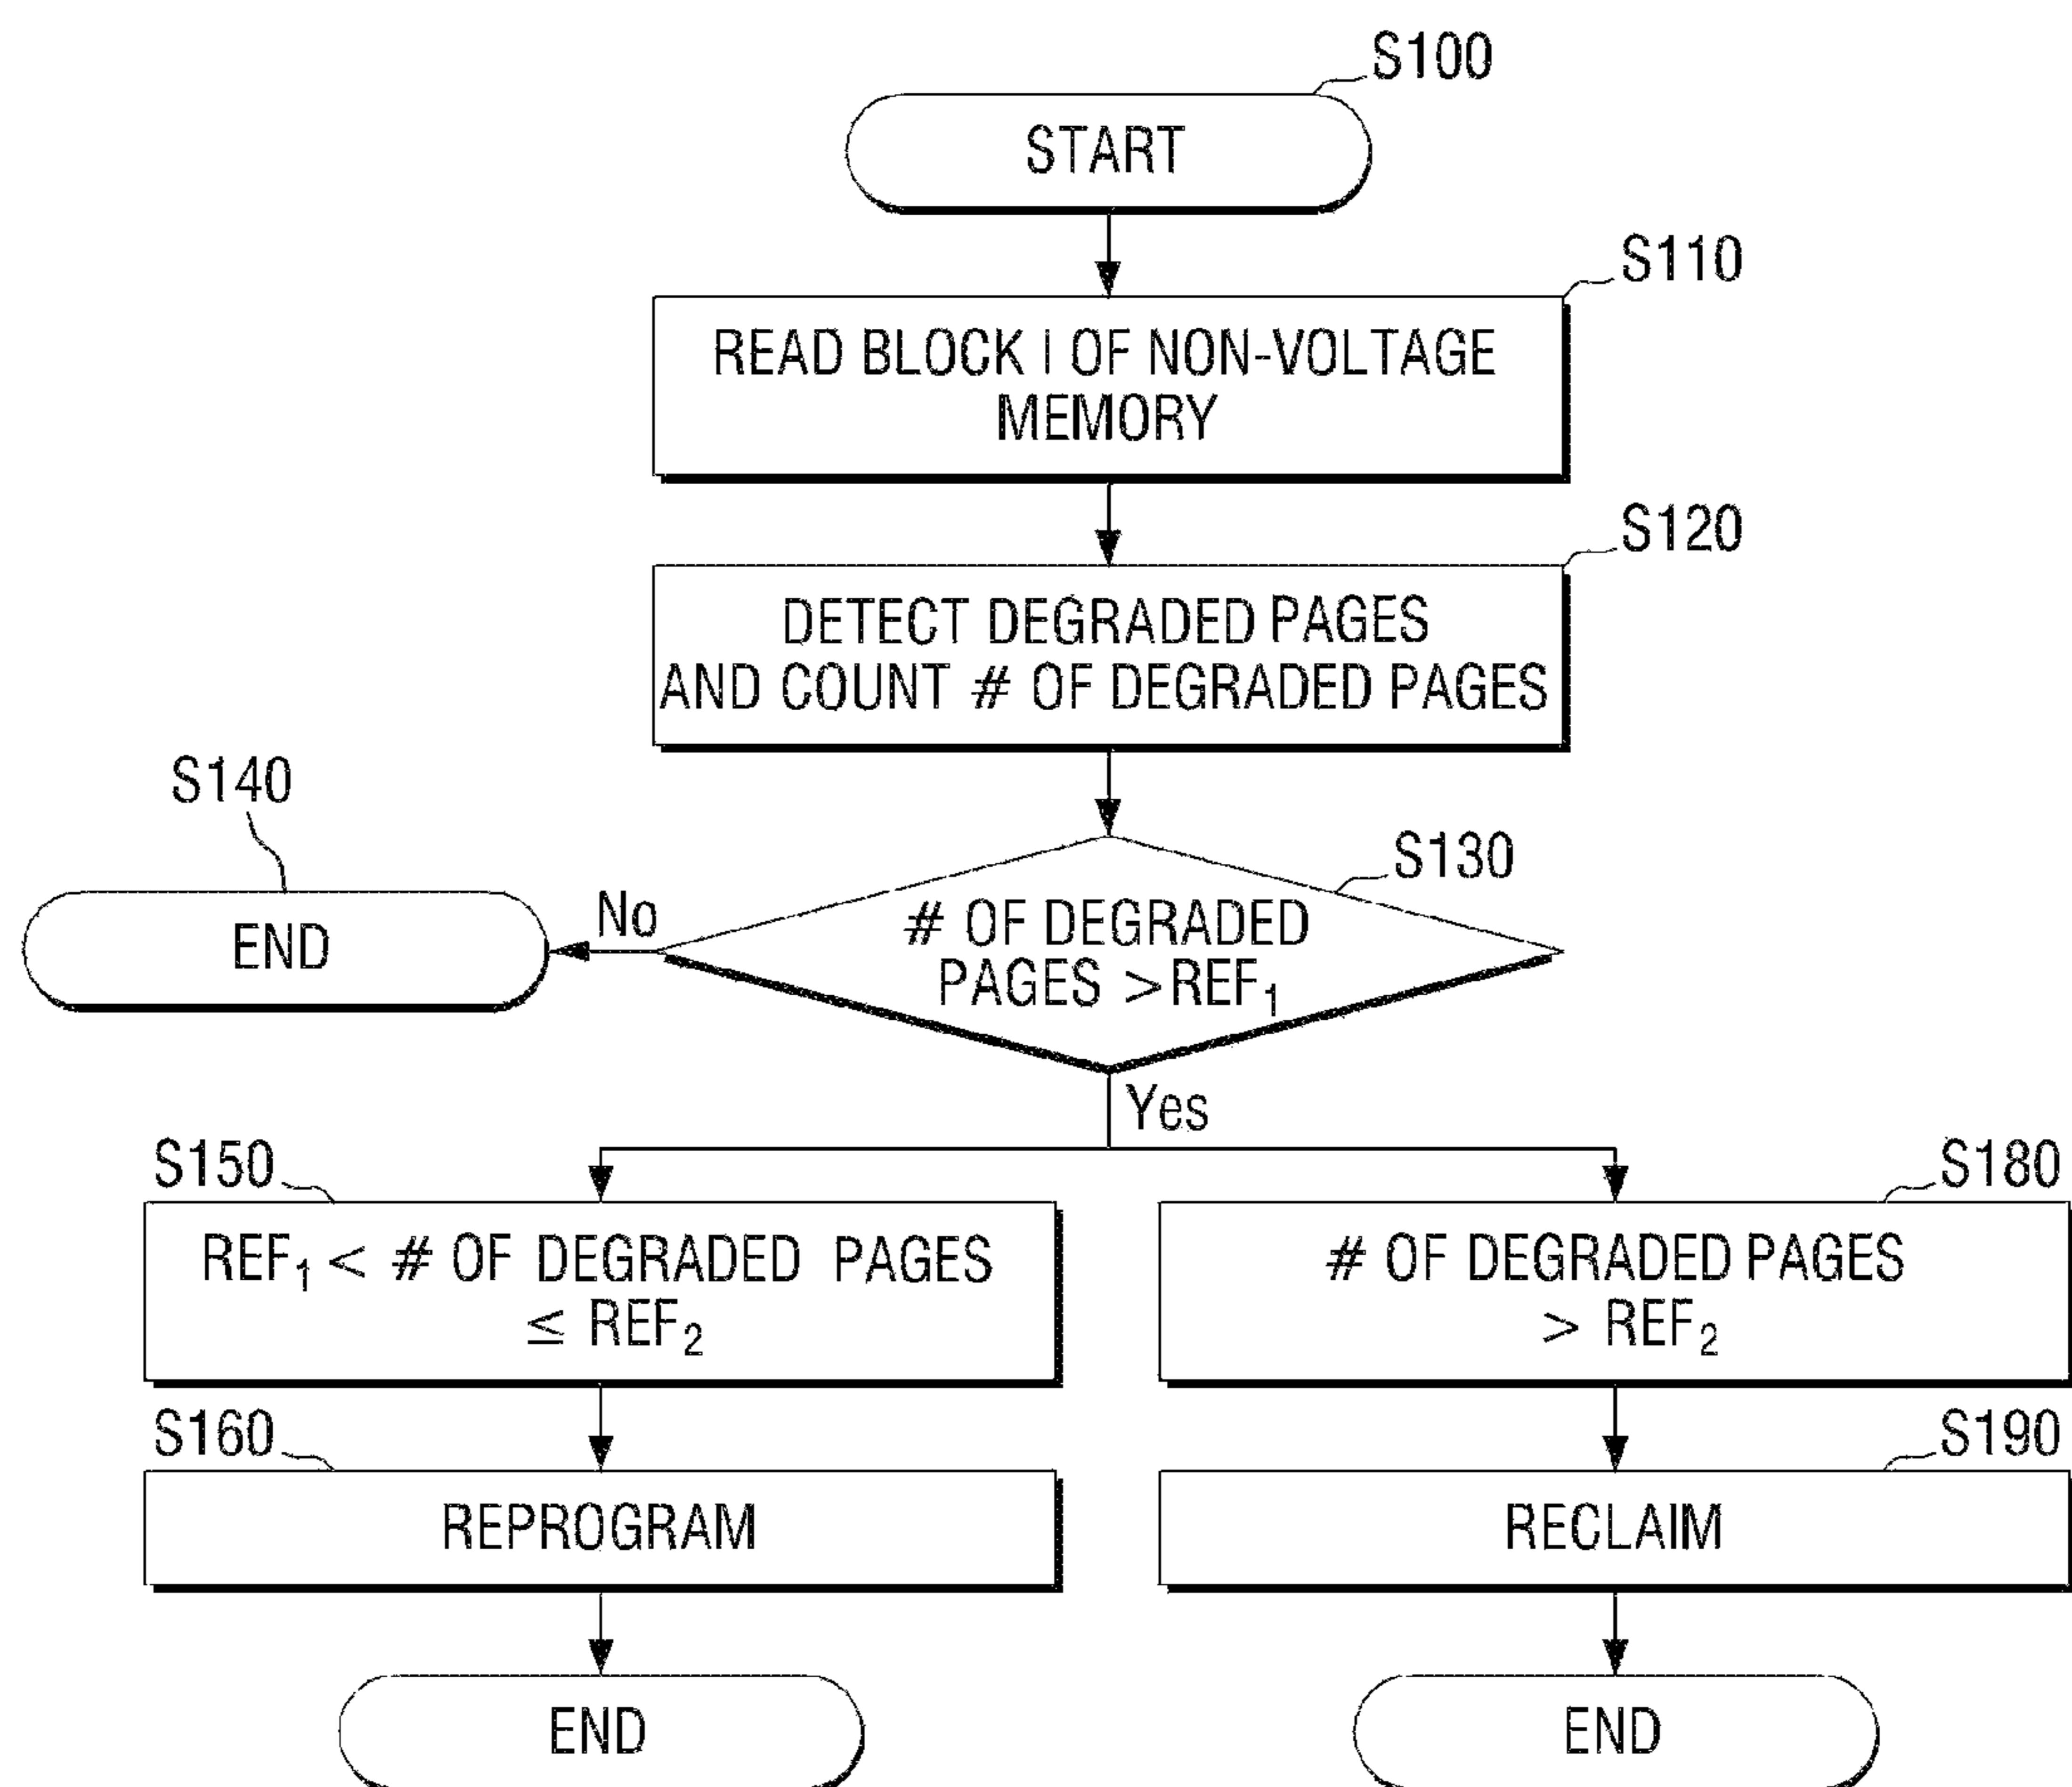 S100
START
S110
READ BLOCK I OF NON-VOLTAGE
MEMORY
S120
DETECT DEGRADED PAGES
AND COUNT # OF DEGRADED PAGES
S140
S130
END
No
# OF DEGRADED
PAGES >REF₁
Yes
S150
S180
REF₁ < # OF DEGRADED PAGES
≤ REF₂
# OF DEGRADED PAGES
> REF₂
S160
S190
REPROGRAM
RECLAIM
END
END